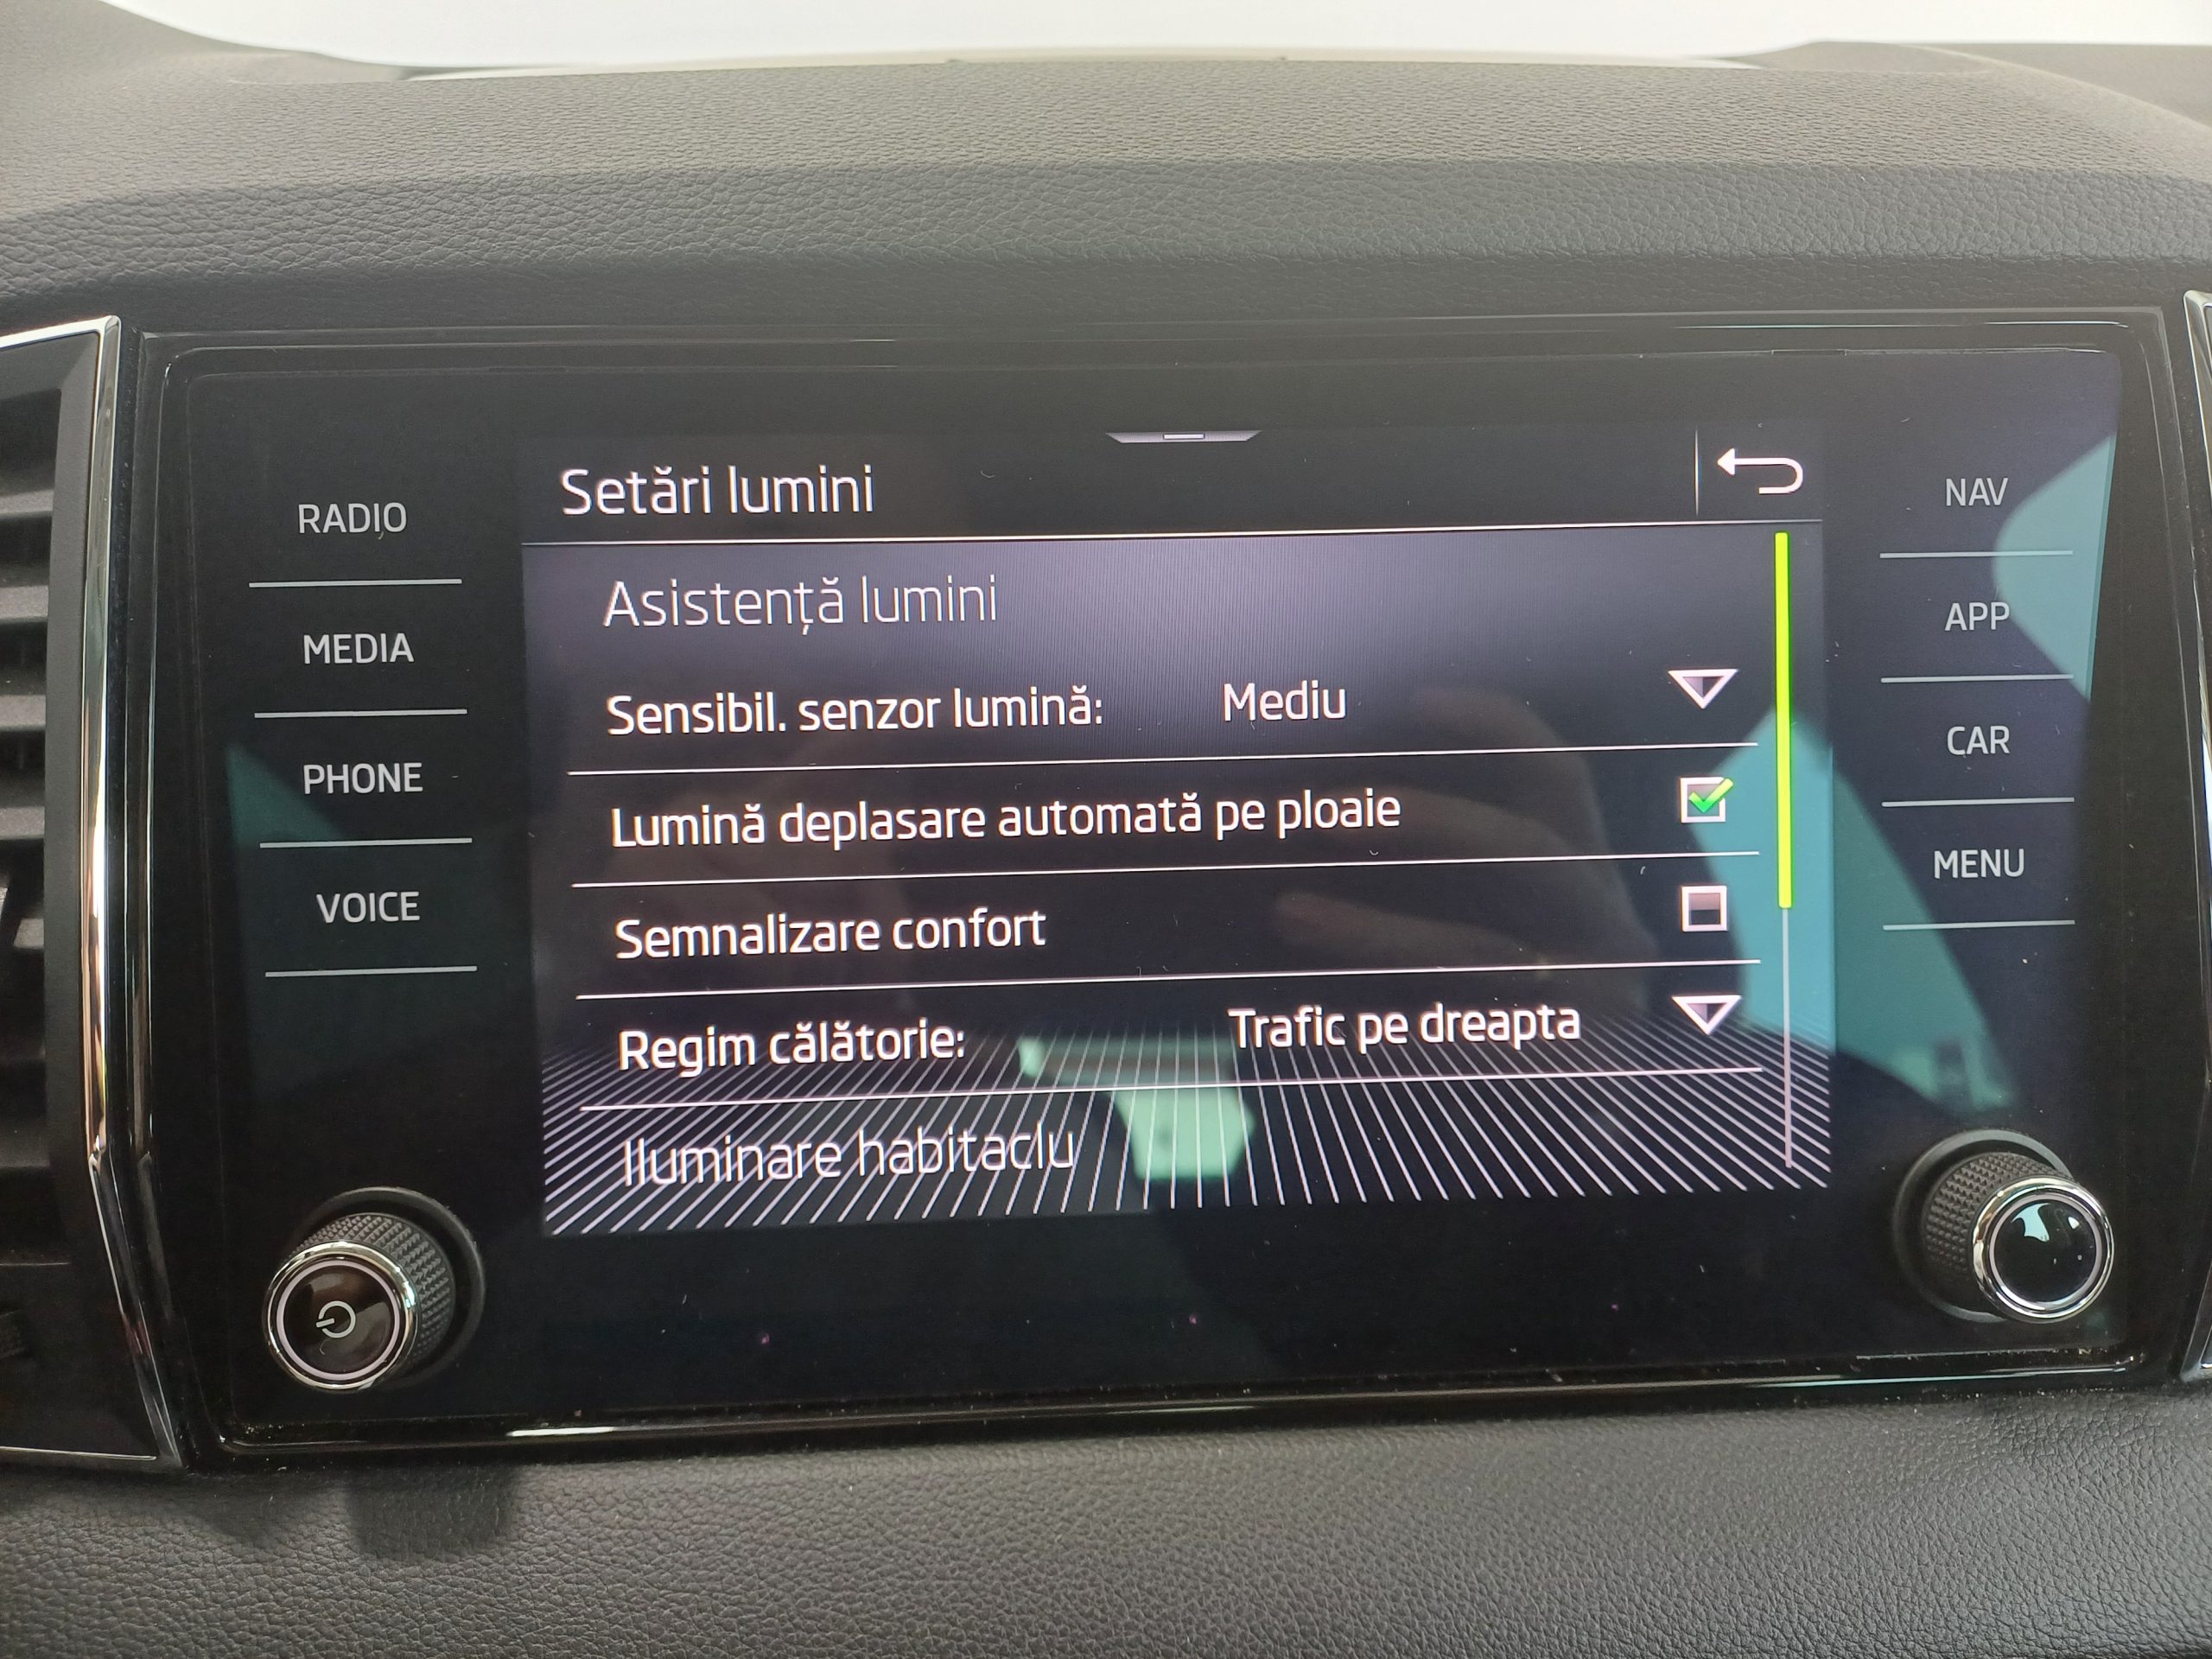 Setări lumini
RADIO
MEDIA
PHONE
VOICE
Asistență lumini
Sensibil. senzor lumină: Mediu
Lumină deplasare automată pe ploaie
Semnalizare confort
Regim călătorie: Trafic pe dreapta
Iluminare habitaclu
NAV
APP
CAR
MENU